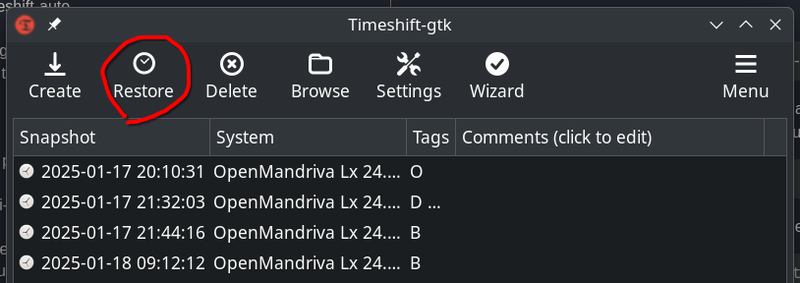 eshift-auto
Timeshift-gtk
Create Restore Delete Browse Settings Wizard Menu
Snapshot System Tags Comments (click to edit)
2025-01-17 20:10:31 OpenMandriva Lx 24.... O
2025-01-17 21:32:03 OpenMandriva Lx 24.... D ...
2025-01-17 21:44:16 OpenMandriva Lx 24.... B
2025-01-18 09:12:12 OpenMandriva Lx 24.... B